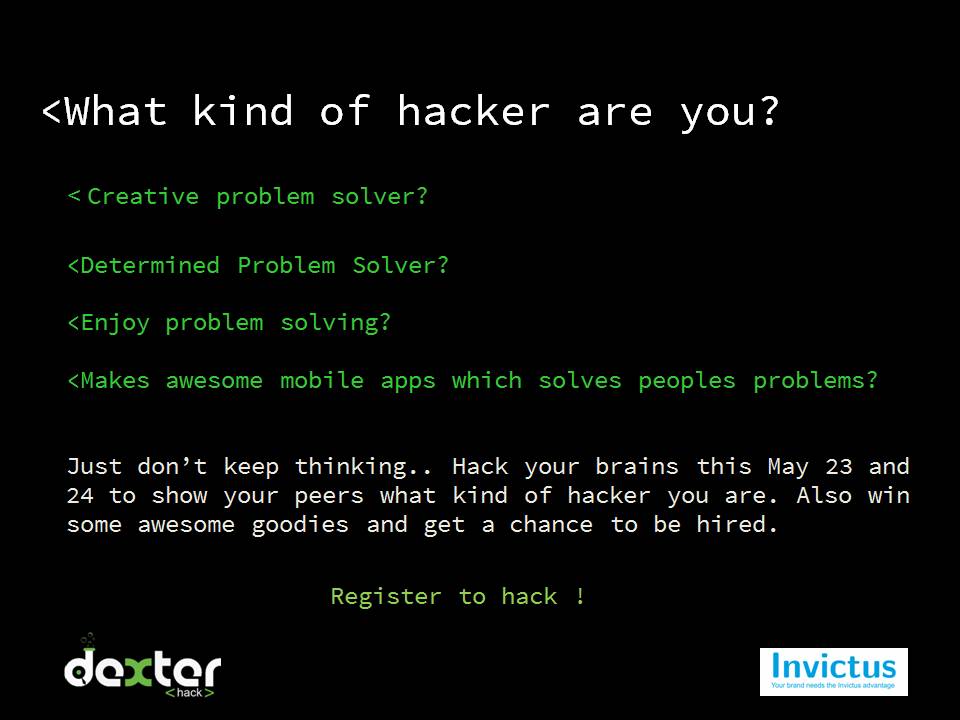 <What kind of hacker are you?
< Creative problem solver?
<Determined Problem Solver?
<Enjoy problem solving?
<Makes awesome mobile apps which solves peoples problems?
Just don’t keep thinking.. Hack your brains this May 23 and
24 to show your peers what kind of hacker you are. Also win
some awesome goodies and get a chance to be hired.
Register to hack !
dexter
<hack>
Invictus
Your brand needs the Invictus advantage